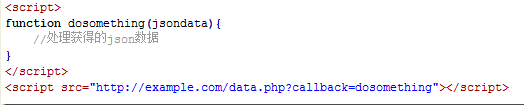 <script>
function dosomething(jsondata){
//处理获得的json数据
}
</script>
<script src="http://example.com/data.php?callback=dosomething"></script>